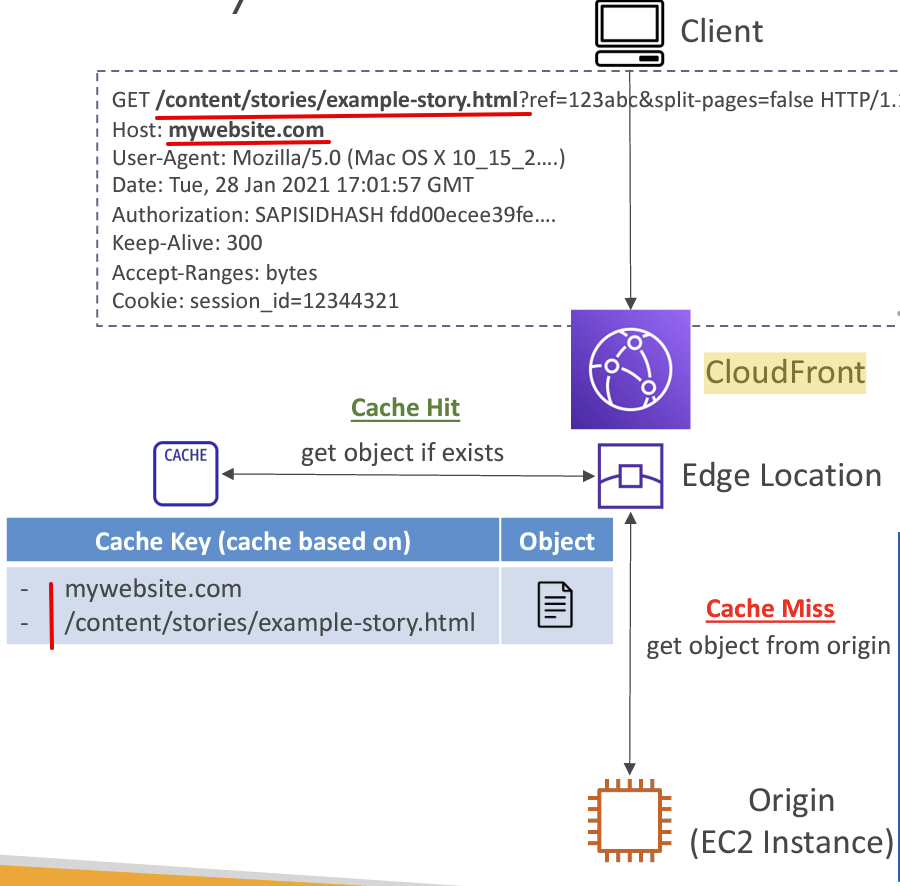 Client
GET /content/stories/example-story.html?ref=123abc&split-pages=false HTTP/1.1
Host: mywebsite.com
User-Agent: Mozilla/5.0 (Mac OS X 10_15_2....)
Date: Tue, 28 Jan 2021 17:01:57 GMT
Authorization: SAPISIDHASH fdd00ecee39fe....
Keep-Alive: 300
Accept-Ranges: bytes
Cookie: session_id=12344321
CloudFront
Cache Hit
get object if exists
CACHE
Edge Location
Cache Key (cache based on)
Object
- mywebsite.com
- /content/stories/example-story.html
Cache Miss
get object from origin
Origin
(EC2 Instance)